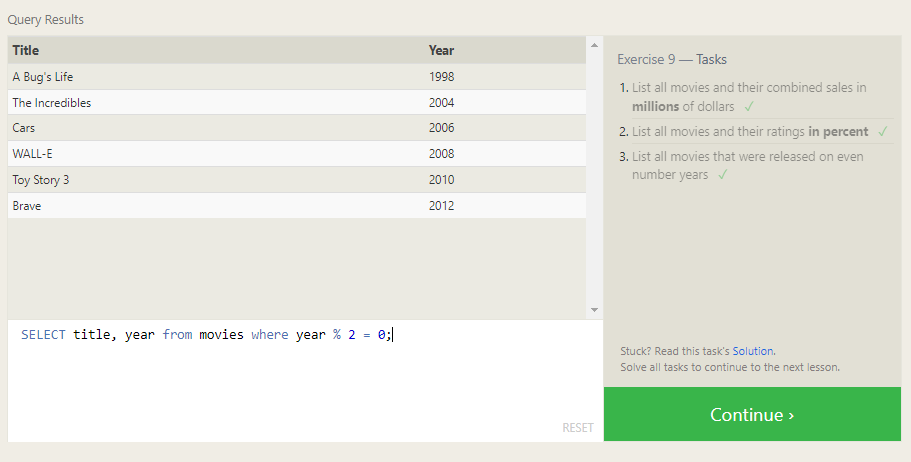 Query Results
Title Year
A Bug's Life 1998
The Incredibles 2004
Cars 2006
WALL-E 2008
Toy Story 3 2010
Brave 2012
SELECT title, year from movies where year % 2 = 0;
RESET
Exercise 9 — Tasks
1. List all movies and their combined sales in
millions of dollars ✓
2. List all movies and their ratings in percent ✓
3. List all movies that were released on even
number years ✓
Stuck? Read this task's Solution.
Solve all tasks to continue to the next lesson.
Continue ›